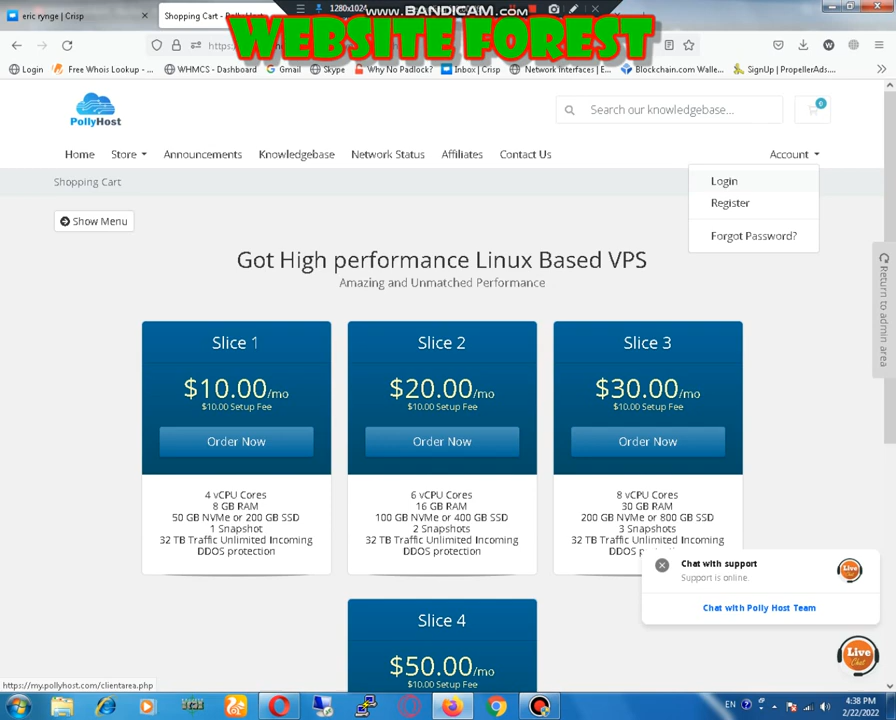 eric rynge | Crisp
Shopping Cart - PollyHost
1280x1024
www.BANDICAM.com
WEBSITE FOREST
https://
Login
Free Whois Lookup - ...
WHMCS - Dashboard
Gmail
Skype
Why No Padlock?
Inbox | Crisp
Network Interfaces | E...
Blockchain.com Walle...
SignUp | PropellerAds....
PollyHost
Search our knowledgebase...
0
Home
Store
Announcements
Knowledgebase
Network Status
Affiliates
Contact Us
Account
Login
Register
Forgot Password?
Shopping Cart
Show Menu
Return to admin area
Got High performance Linux Based VPS
Amazing and Unmatched Performance
Slice 1
$10.00/mo
$10.00 Setup Fee
Order Now
4 vCPU Cores
8 GB RAM
50 GB NVMe or 200 GB SSD
1 Snapshot
32 TB Traffic Unlimited Incoming
DDOS protection
Slice 2
$20.00/mo
$10.00 Setup Fee
Order Now
6 vCPU Cores
16 GB RAM
100 GB NVMe or 400 GB SSD
2 Snapshots
32 TB Traffic Unlimited Incoming
DDOS protection
Slice 3
$30.00/mo
$10.00 Setup Fee
Order Now
8 vCPU Cores
30 GB RAM
200 GB NVMe or 800 GB SSD
3 Snapshots
32 TB Traffic Unlimited Incoming
DDOS
Slice 4
$50.00/mo
$10.00 Setup Fee
Chat with support
Support is online.
Chat with Polly Host Team
Live
Chat
https://my.pollyhost.com/clientarea.php
EN
4:38 PM
2/22/2022